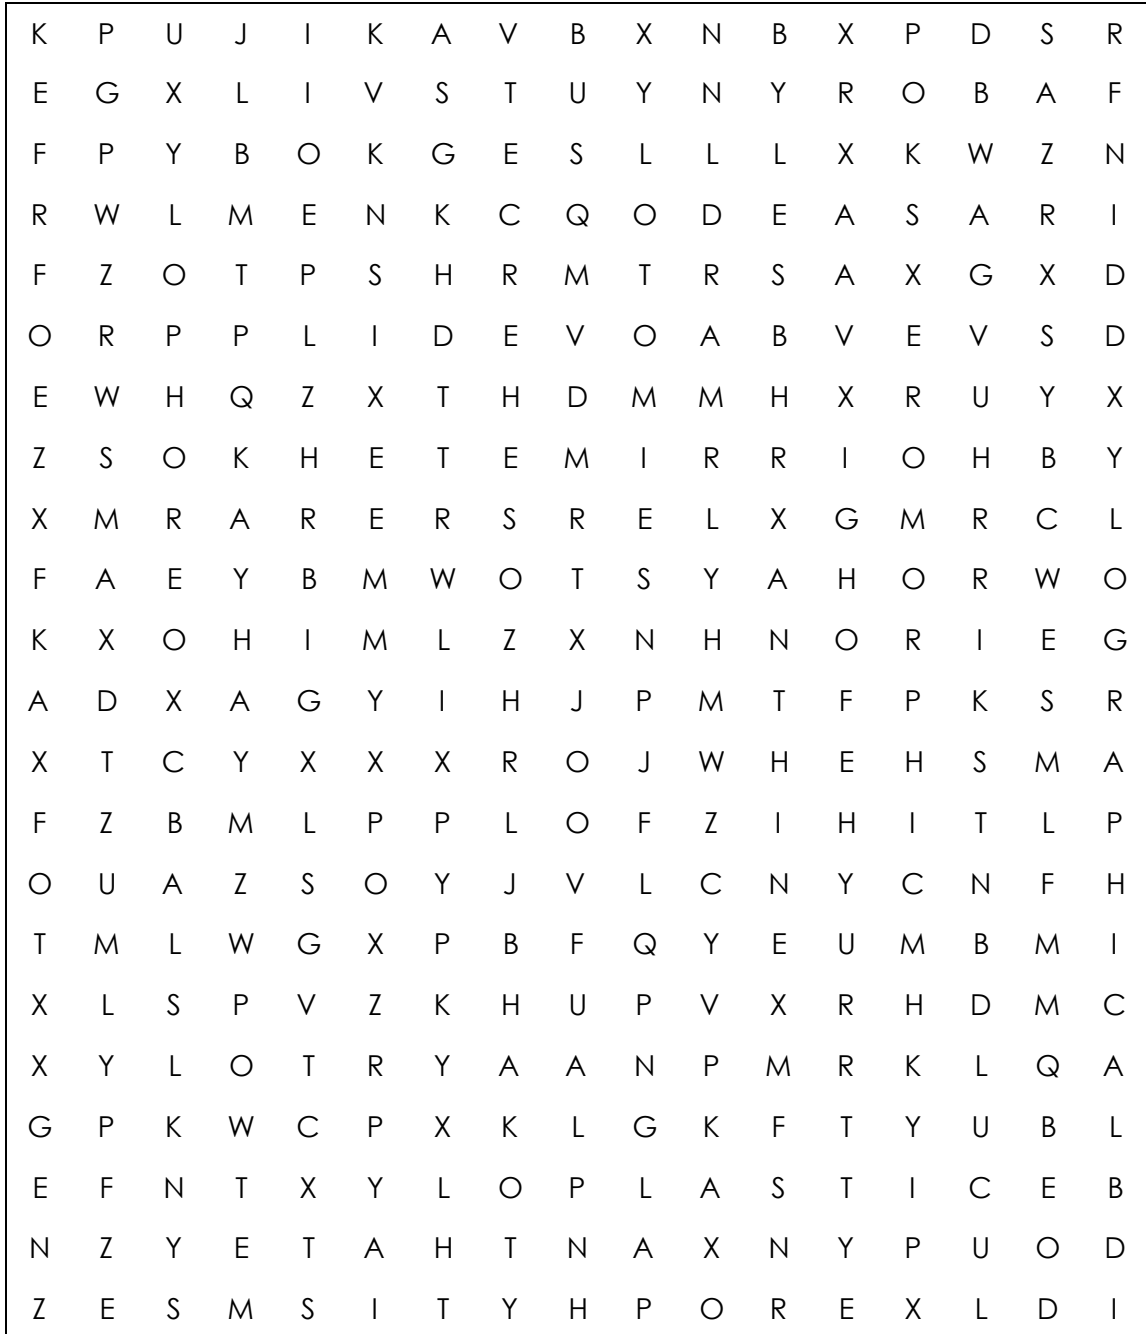 K P U J I K A V B X N B X P D S R
E G X L I V S T U Y N Y R O B A F
F P Y B O K G E S L L L X K W Z N
R W L M E N K C Q O D E A S A R I
F Z O T P S H R M T R S A X G X D
O R P P L I D E V O A B V E V S D
E W H Q Z X T H D M M H X R U Y X
Z S O K H E T E M I R R I O H B Y
X M R A R E R S R E L X G M R C L
F A E Y B M W O T S Y A H O R W O
K X O H I M L Z X N H N O R I E G
A D X A G Y I H J P M T F P K S R
X T C Y X X X R O J W H E H S M A
F Z B M L P P L O F Z I H I T L P
O U A Z S O Y J V L C N Y C N F H
T M L W G X P B F Q Y E U M B M I
X L S P V Z K H U P V X R H D M C
X Y L O T R Y A A N P M R K L Q A
G P K W C P X K L G K F T Y U B L
E F N T X Y L O P L A S T I C E B
N Z Y E T A H T N A X N Y P U O D
Z E S M S I T Y H P O R E X L D I